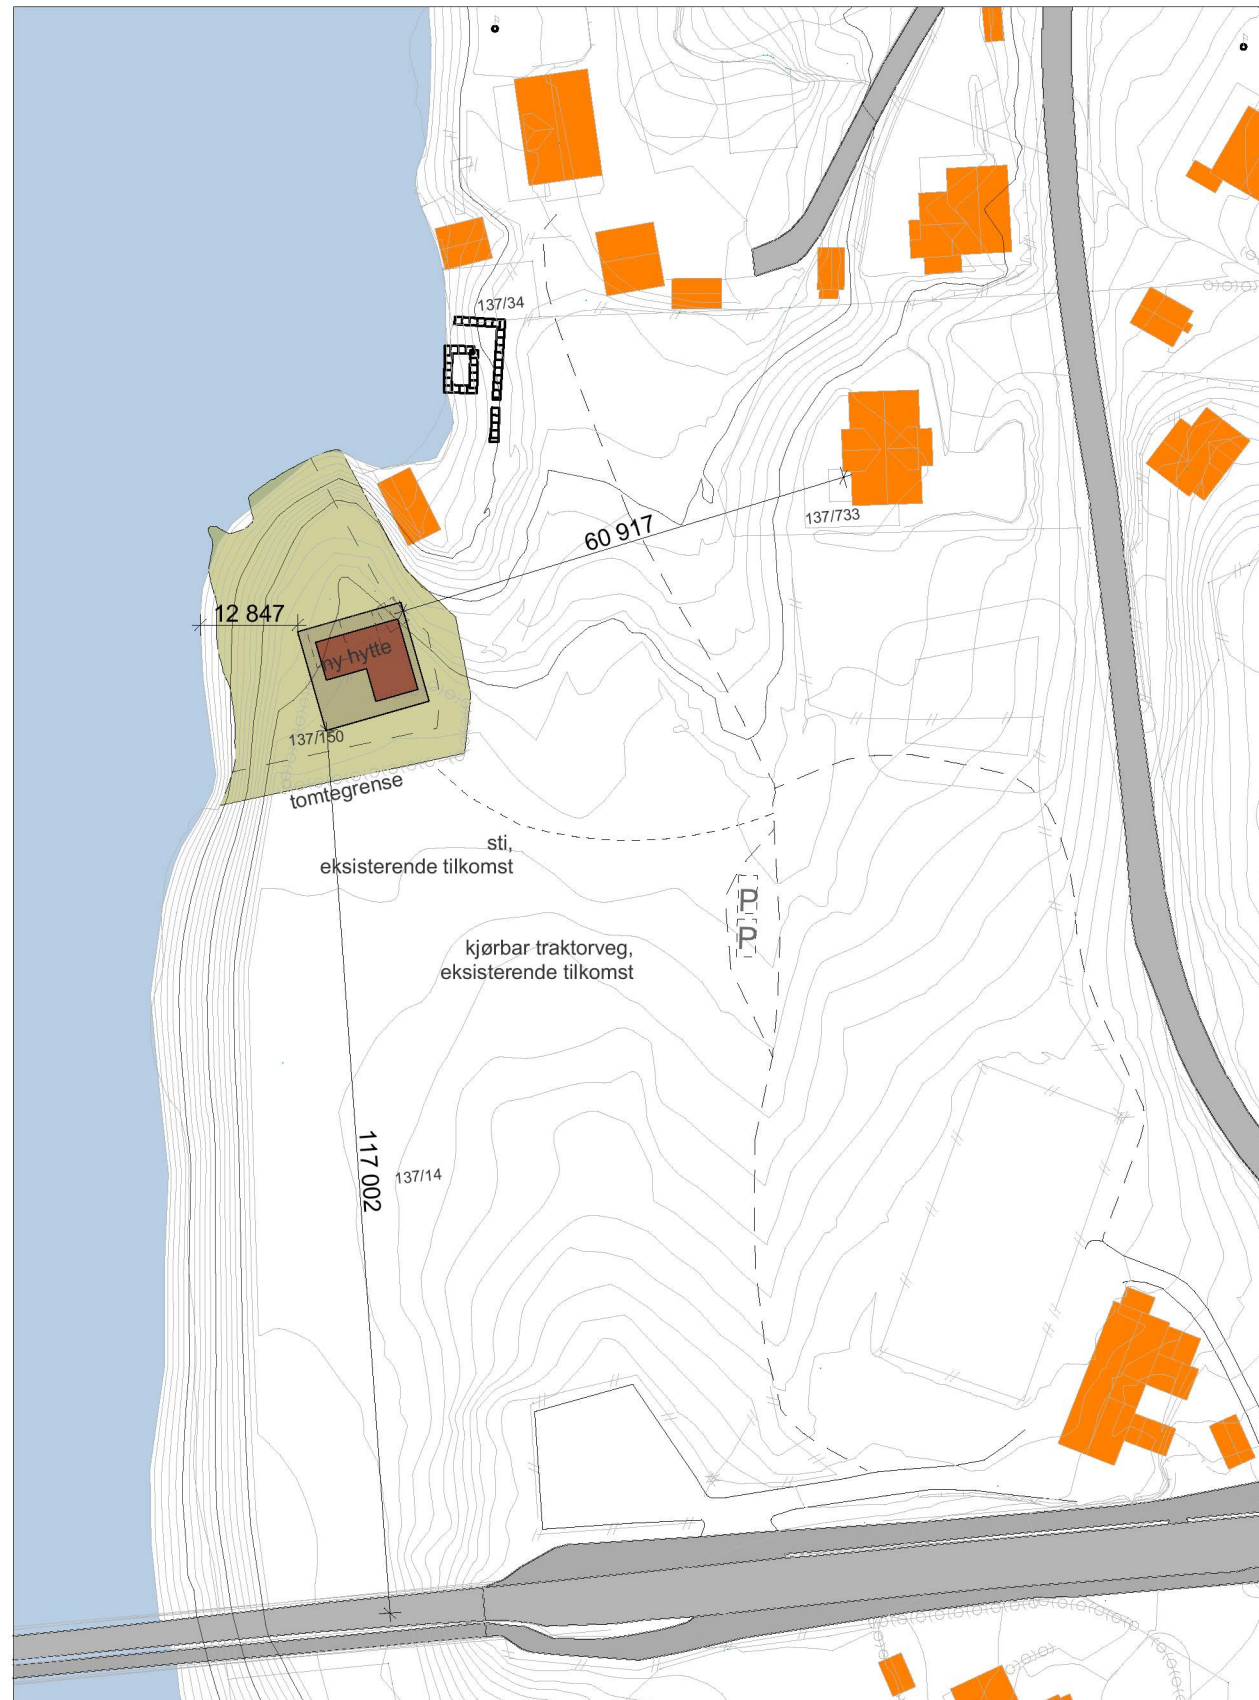 137/34
60 917
137/733
12 847
ny hytte
137/150
tomtegrense
sti,
eksisterende tilkomst
P
P
kjørbar traktorveg,
eksisterende tilkomst
117 002
137/14